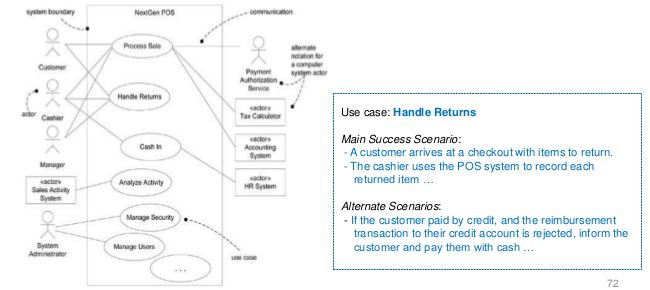 system boundary
NextGen POS
communication
Process Sale
Customer
Payment
Authorization
Service
alternate
notation for a
computer
system actor
Handle Returns
actor
Cashier
«actor»
Tax Calculator
Cash In
Manager
«actor»
Accounting
System
«actor»
HR System
«actor»
Sales Activity
System
Analyze Activity
Manage Security
System
Administrator
Manage Users
use case
. . .
Use case: Handle Returns
Main Success Scenario:
- A customer arrives at a checkout with items to return.
- The cashier uses the POS system to record each
returned item …
Alternate Scenarios:
- If the customer paid by credit, and the reimbursement
transaction to their credit account is rejected, inform the
customer and pay them with cash …
72